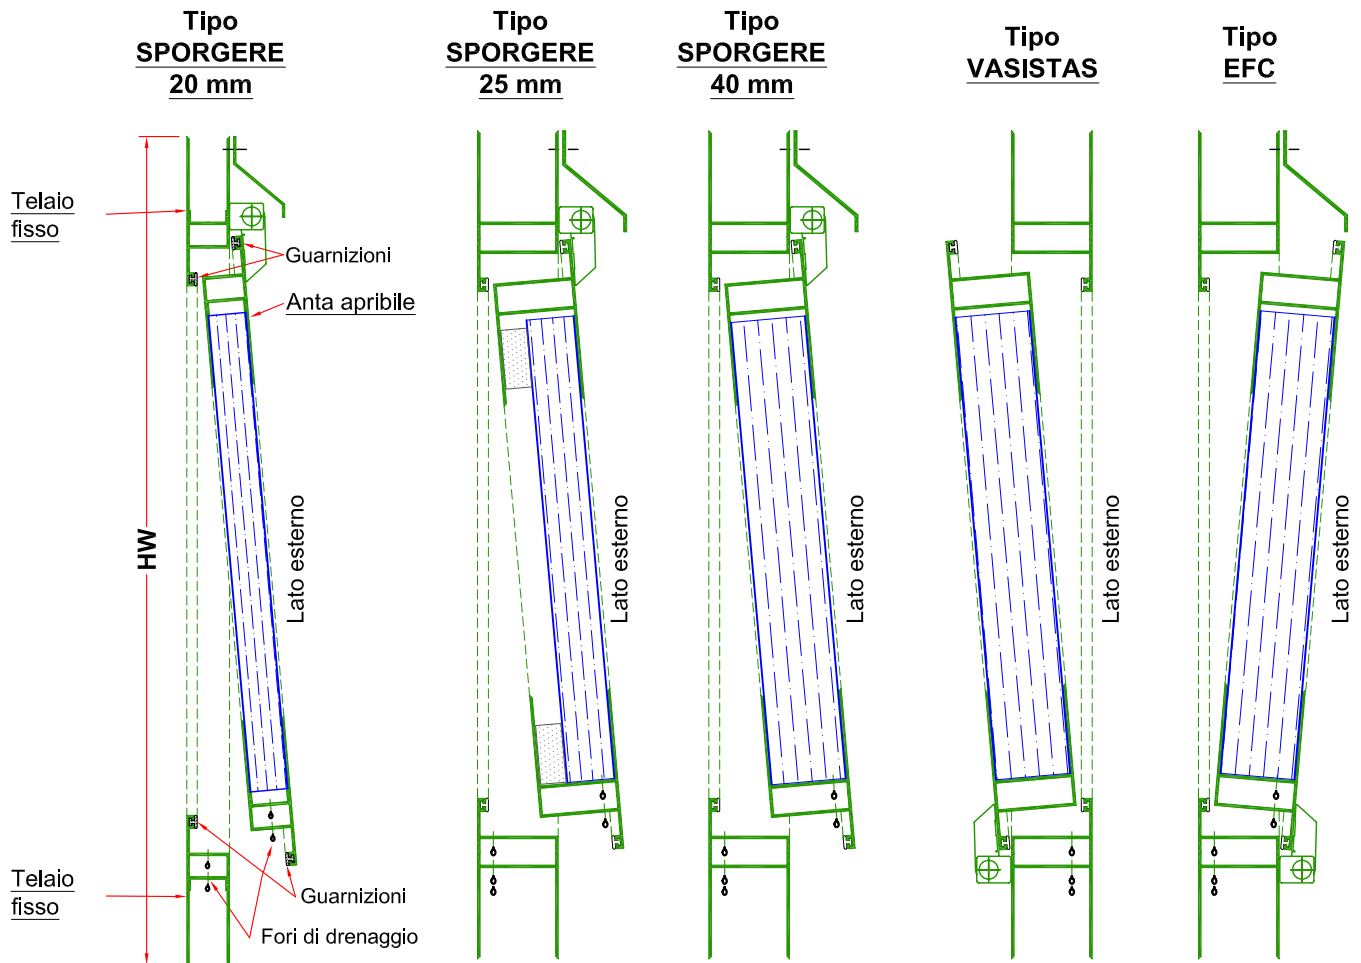 Tipo
SPORGERE
20 mm
Tipo
SPORGERE
25 mm
Tipo
SPORGERE
40 mm
Tipo
VASISTAS
Tipo
EFC
Telaio
fisso
Guarnizioni
Anta apribile
HW
Lato esterno
Lato esterno
Lato esterno
Lato esterno
Lato esterno
Telaio
fisso
Guarnizioni
Fori di drenaggio